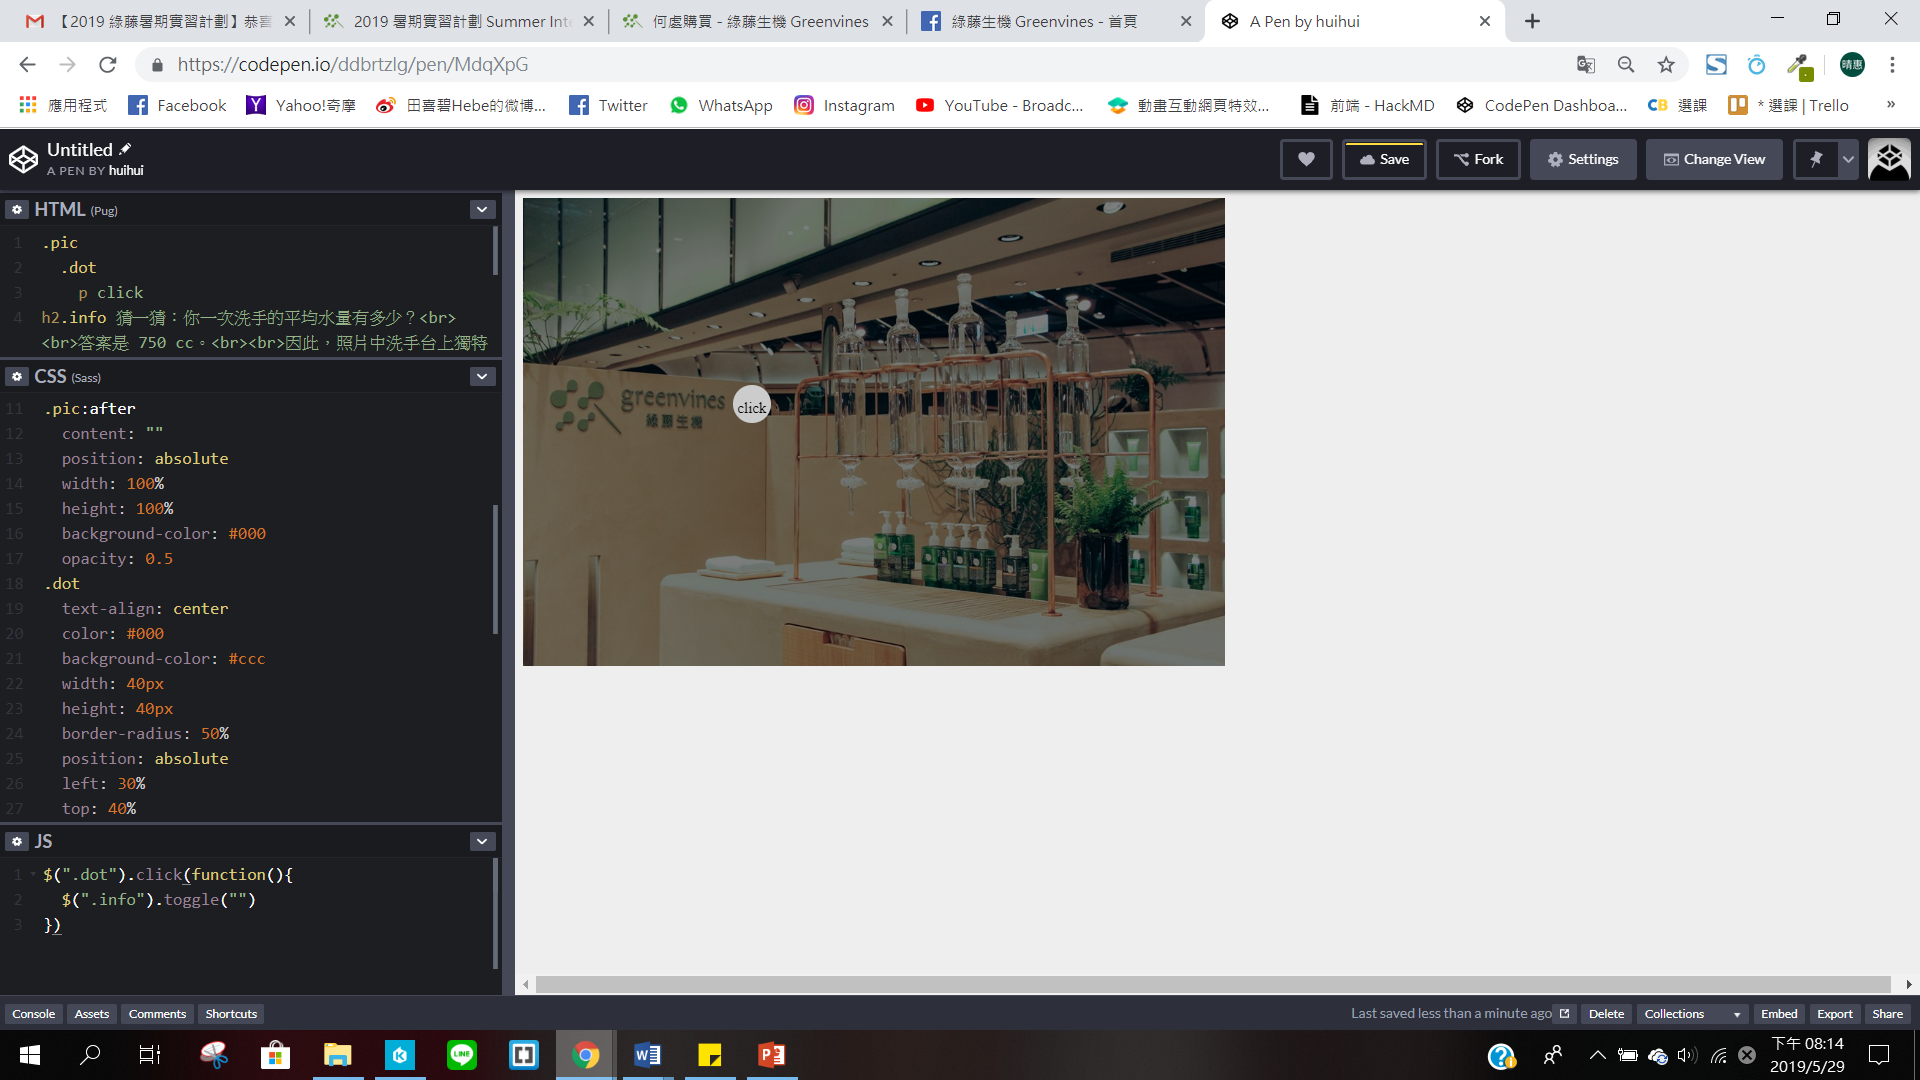 【2019 綠藤暑期實習計劃】恭喜
2019 暑期實習計劃 Summer Inte
何處購買 - 綠藤生機 Greenvines
綠藤生機 Greenvines - 首頁
A Pen by huihui
https://codepen.io/ddbrtzlg/pen/MdqXpG
晴惠
應用程式
Facebook
Yahoo!奇摩
田喜碧Hebe的微博...
Twitter
WhatsApp
Instagram
YouTube - Broadc...
動畫互動網頁特效...
前端 - HackMD
CodePen Dashboa...
CB 選課
* 選課 | Trello
»
Untitled
A PEN BY huihui
Save
Fork
Settings
Change View
HTML (Pug)
1 .pic
2 .dot
3 p click
4 h2.info 猜一猜：你一次洗手的平均水量有多少？<br>
<br>答案是 750 cc。<br><br>因此，照片中洗手台上獨特
CSS (Sass)
11 .pic:after
12 content: ""
13 position: absolute
14 width: 100%
15 height: 100%
16 background-color: #000
17 opacity: 0.5
18 .dot
19 text-align: center
20 color: #000
21 background-color: #ccc
22 width: 40px
23 height: 40px
24 border-radius: 50%
25 position: absolute
26 left: 30%
27 top: 40%
JS
1 $(".dot").click(function(){
2 $(".info").toggle("")
3 })
greenvines
綠藤生機
click
Console
Assets
Comments
Shortcuts
Last saved less than a minute ago
Delete
Collections
Embed
Export
Share
LINE
下午 08:14
2019/5/29